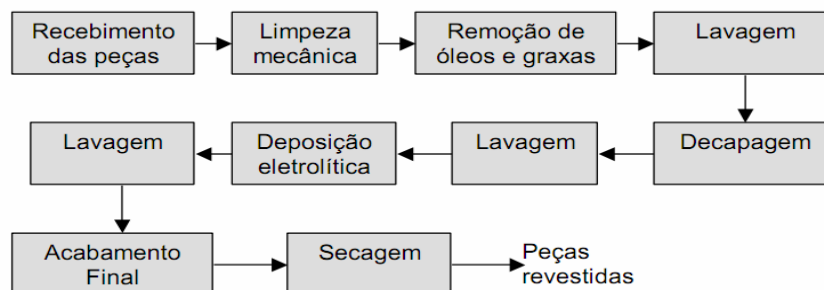 Recebimento
das peças
Limpeza
mecânica
Remoção de
óleos e graxas
Lavagem
Decapagem
Lavagem
Deposição
eletrolítica
Lavagem
Acabamento
Final
Secagem
Peças
revestidas